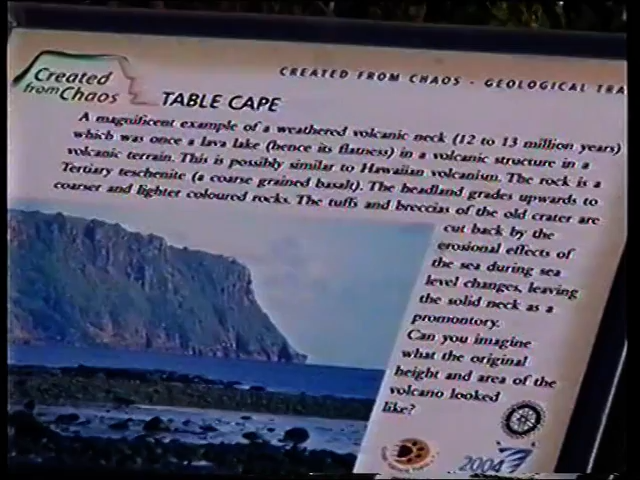 CREATED FROM CHAOS - GEOLOGICAL TRA
Created
from Chaos
TABLE CAPE
A magnificent example of a weathered volcanic neck (12 to 13 million years)
which was once a lava lake (hence its flatness) in a volcanic structure in a
volcanic terrain. This is possibly similar to Hawaiian volcanism. The rock is a
Tertiary teschenite (a coarse grained basalt). The headland grades upwards to
coarser and lighter coloured rocks. The tuffs and breccias of the old crater are
cut back by the
erosional effects of
the sea during sea
level changes, leaving
the solid neck as a
promontory.
Can you imagine
what the original
height and area of the
volcano looked
like?
2004